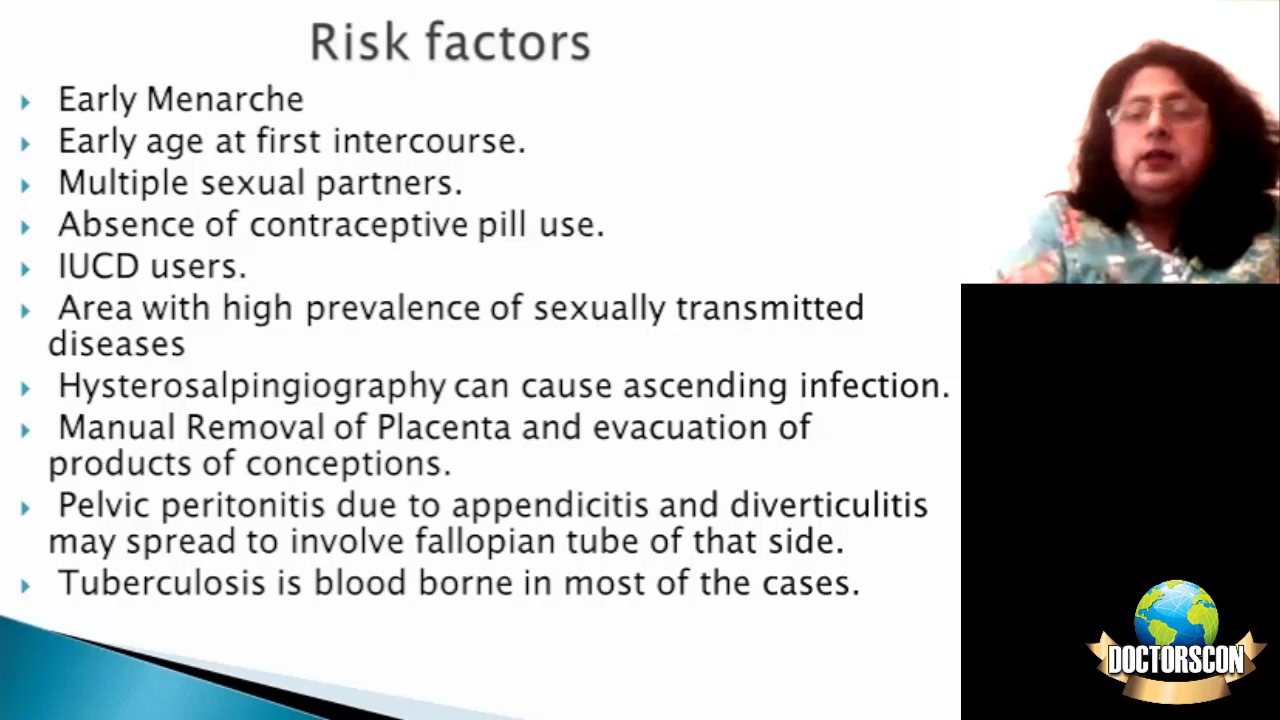 Risk factors
Early Menarche
Early age at first intercourse.
Multiple sexual partners.
Absence of contraceptive pill use.
IUCD users.
Area with high prevalence of sexually transmitted
diseases
Hysterosalpingiography can cause ascending infection.
Manual Removal of Placenta and evacuation of
products of conceptions.
Pelvic peritonitis due to appendicitis and diverticulitis
may spread to involve fallopian tube of that side.
Tuberculosis is blood borne in most of the cases.
DOCTORSCON